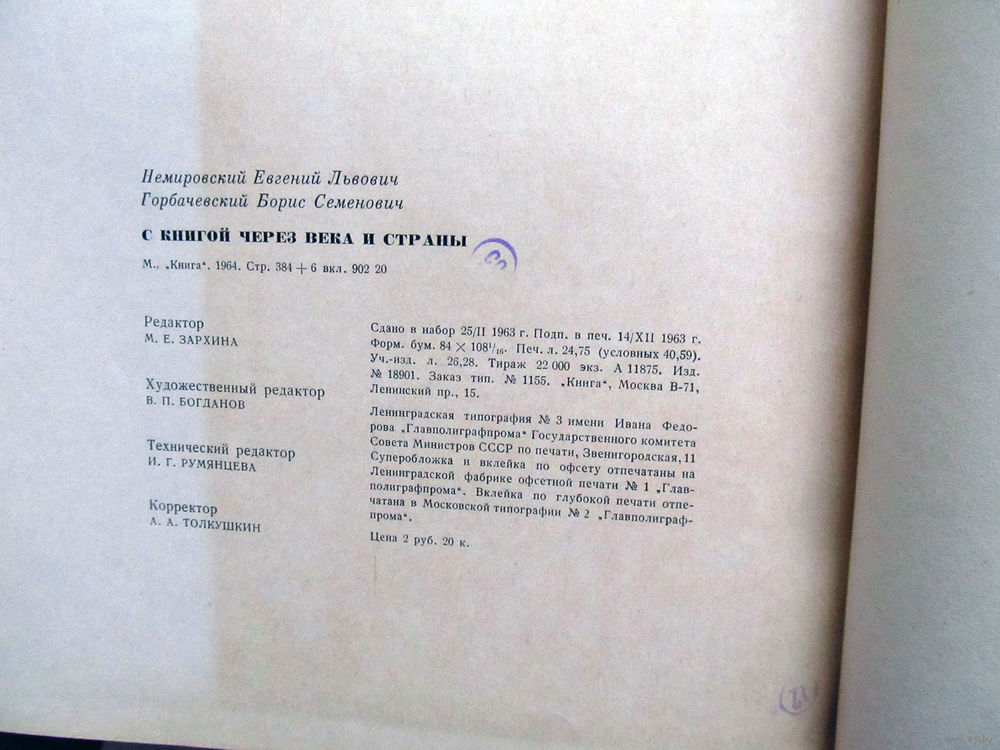 Немировский Евгений Львович
Горбачевский Борис Семенович
С КНИГОЙ ЧЕРЕЗ ВЕКА И СТРАНЫ
М., „Книга“. 1964. Стр. 384 + 6 вкл. 902 20
Редактор
М. Е. ЗАРХИНА
Художественный редактор
В. П. БОГДАНОВ
Технический редактор
И. Г. РУМЯНЦЕВА
Корректор
А. А. ТОЛКУШКИН
Сдано в набор 25/II 1963 г. Подп. в печ. 14/XII 1963 г.
Форм. бум. 84 × 108¹/₁₆. Печ. л. 24,75 (условных 40,59).
Уч.-изд. л. 26,28. Тираж 22 000 экз. А 11875. Изд.
№ 18901. Заказ тип. № 1155. „Книга“, Москва В-71,
Ленинский пр., 15.
Ленинградская типография № 3 имени Ивана Федо-
рова „Главполиграфпрома“ Государственного комитета
Совета Министров СССР по печати, Звенигородская, 11
Суперобложка и вклейка по офсету отпечатаны на
Ленинградской фабрике офсетной печати № 1 „Глав-
полиграфпрома“. Вклейка по глубокой печати отпе-
чатана в Московской типографии № 2 „Главполиграф-
прома“.
Цена 2 руб. 20 к.